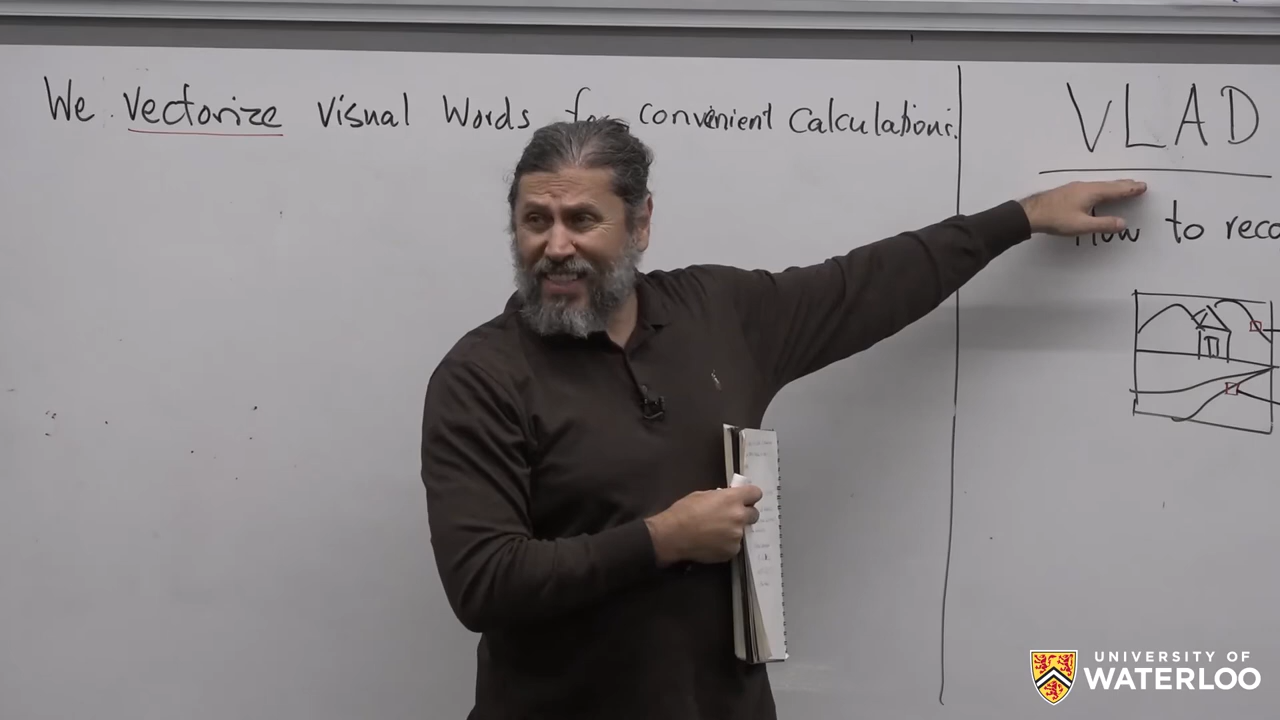 We Vectorize Visual Words for convenient Calculations.
VLAD
How to reco
UNIVERSITY OF
WATERLOO